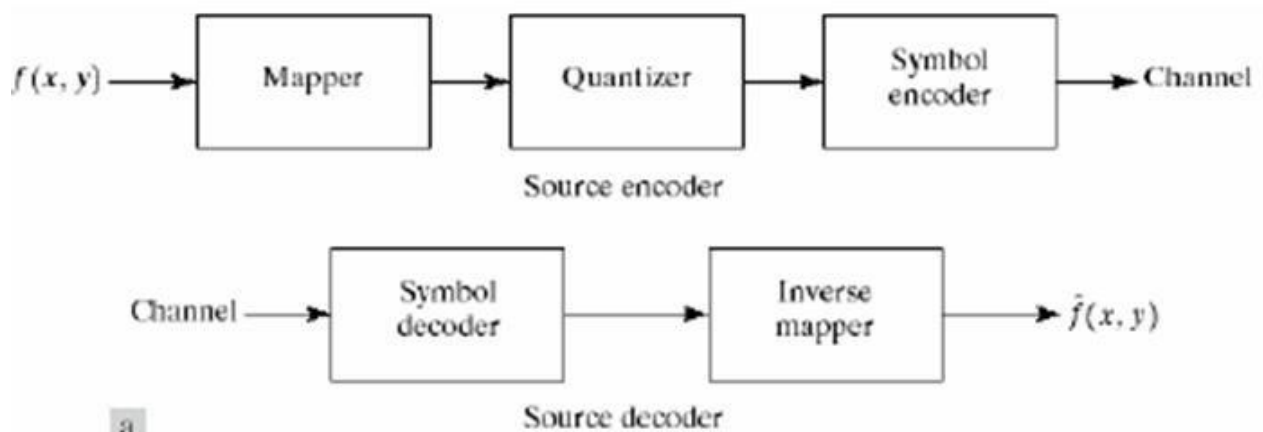 f(x, y)
Mapper
Quantizer
Symbol
encoder
Channel
Source encoder
Channel
Symbol
decoder
Inverse
mapper
f̂(x, y)
Source decoder
a